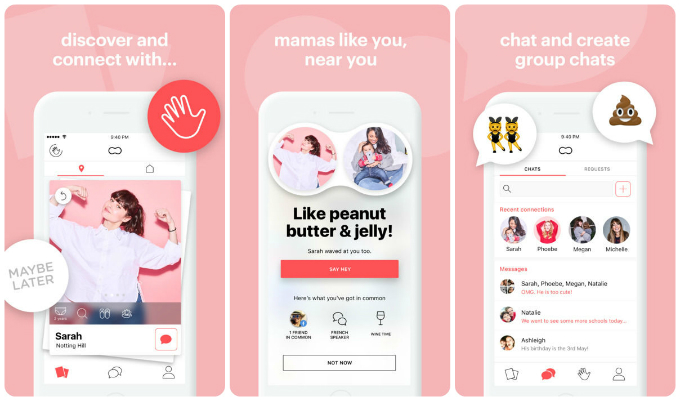 discover and
connect with...
9:40 PM
MAYBE
LATER
Sarah
Notting Hill
mamas like you,
near you
Like peanut
butter & jelly!
Sarah waved at you too.
SAY HEY
Here's what you've got in common
1 FRIEND
IN COMMON
FRENCH
SPEAKER
WINE TIME
NOT NOW
chat and create
group chats
9:40 PM
CHATS
REQUESTS
Recent connections
Sarah
Phoebe
Megan
Michelle
Messages
Sarah, Phoebe, Megan, Natalie
OMG. He is too cute!
Natalie
We went to see some more schools today...
Ashleigh
His birthday is the 3rd May!